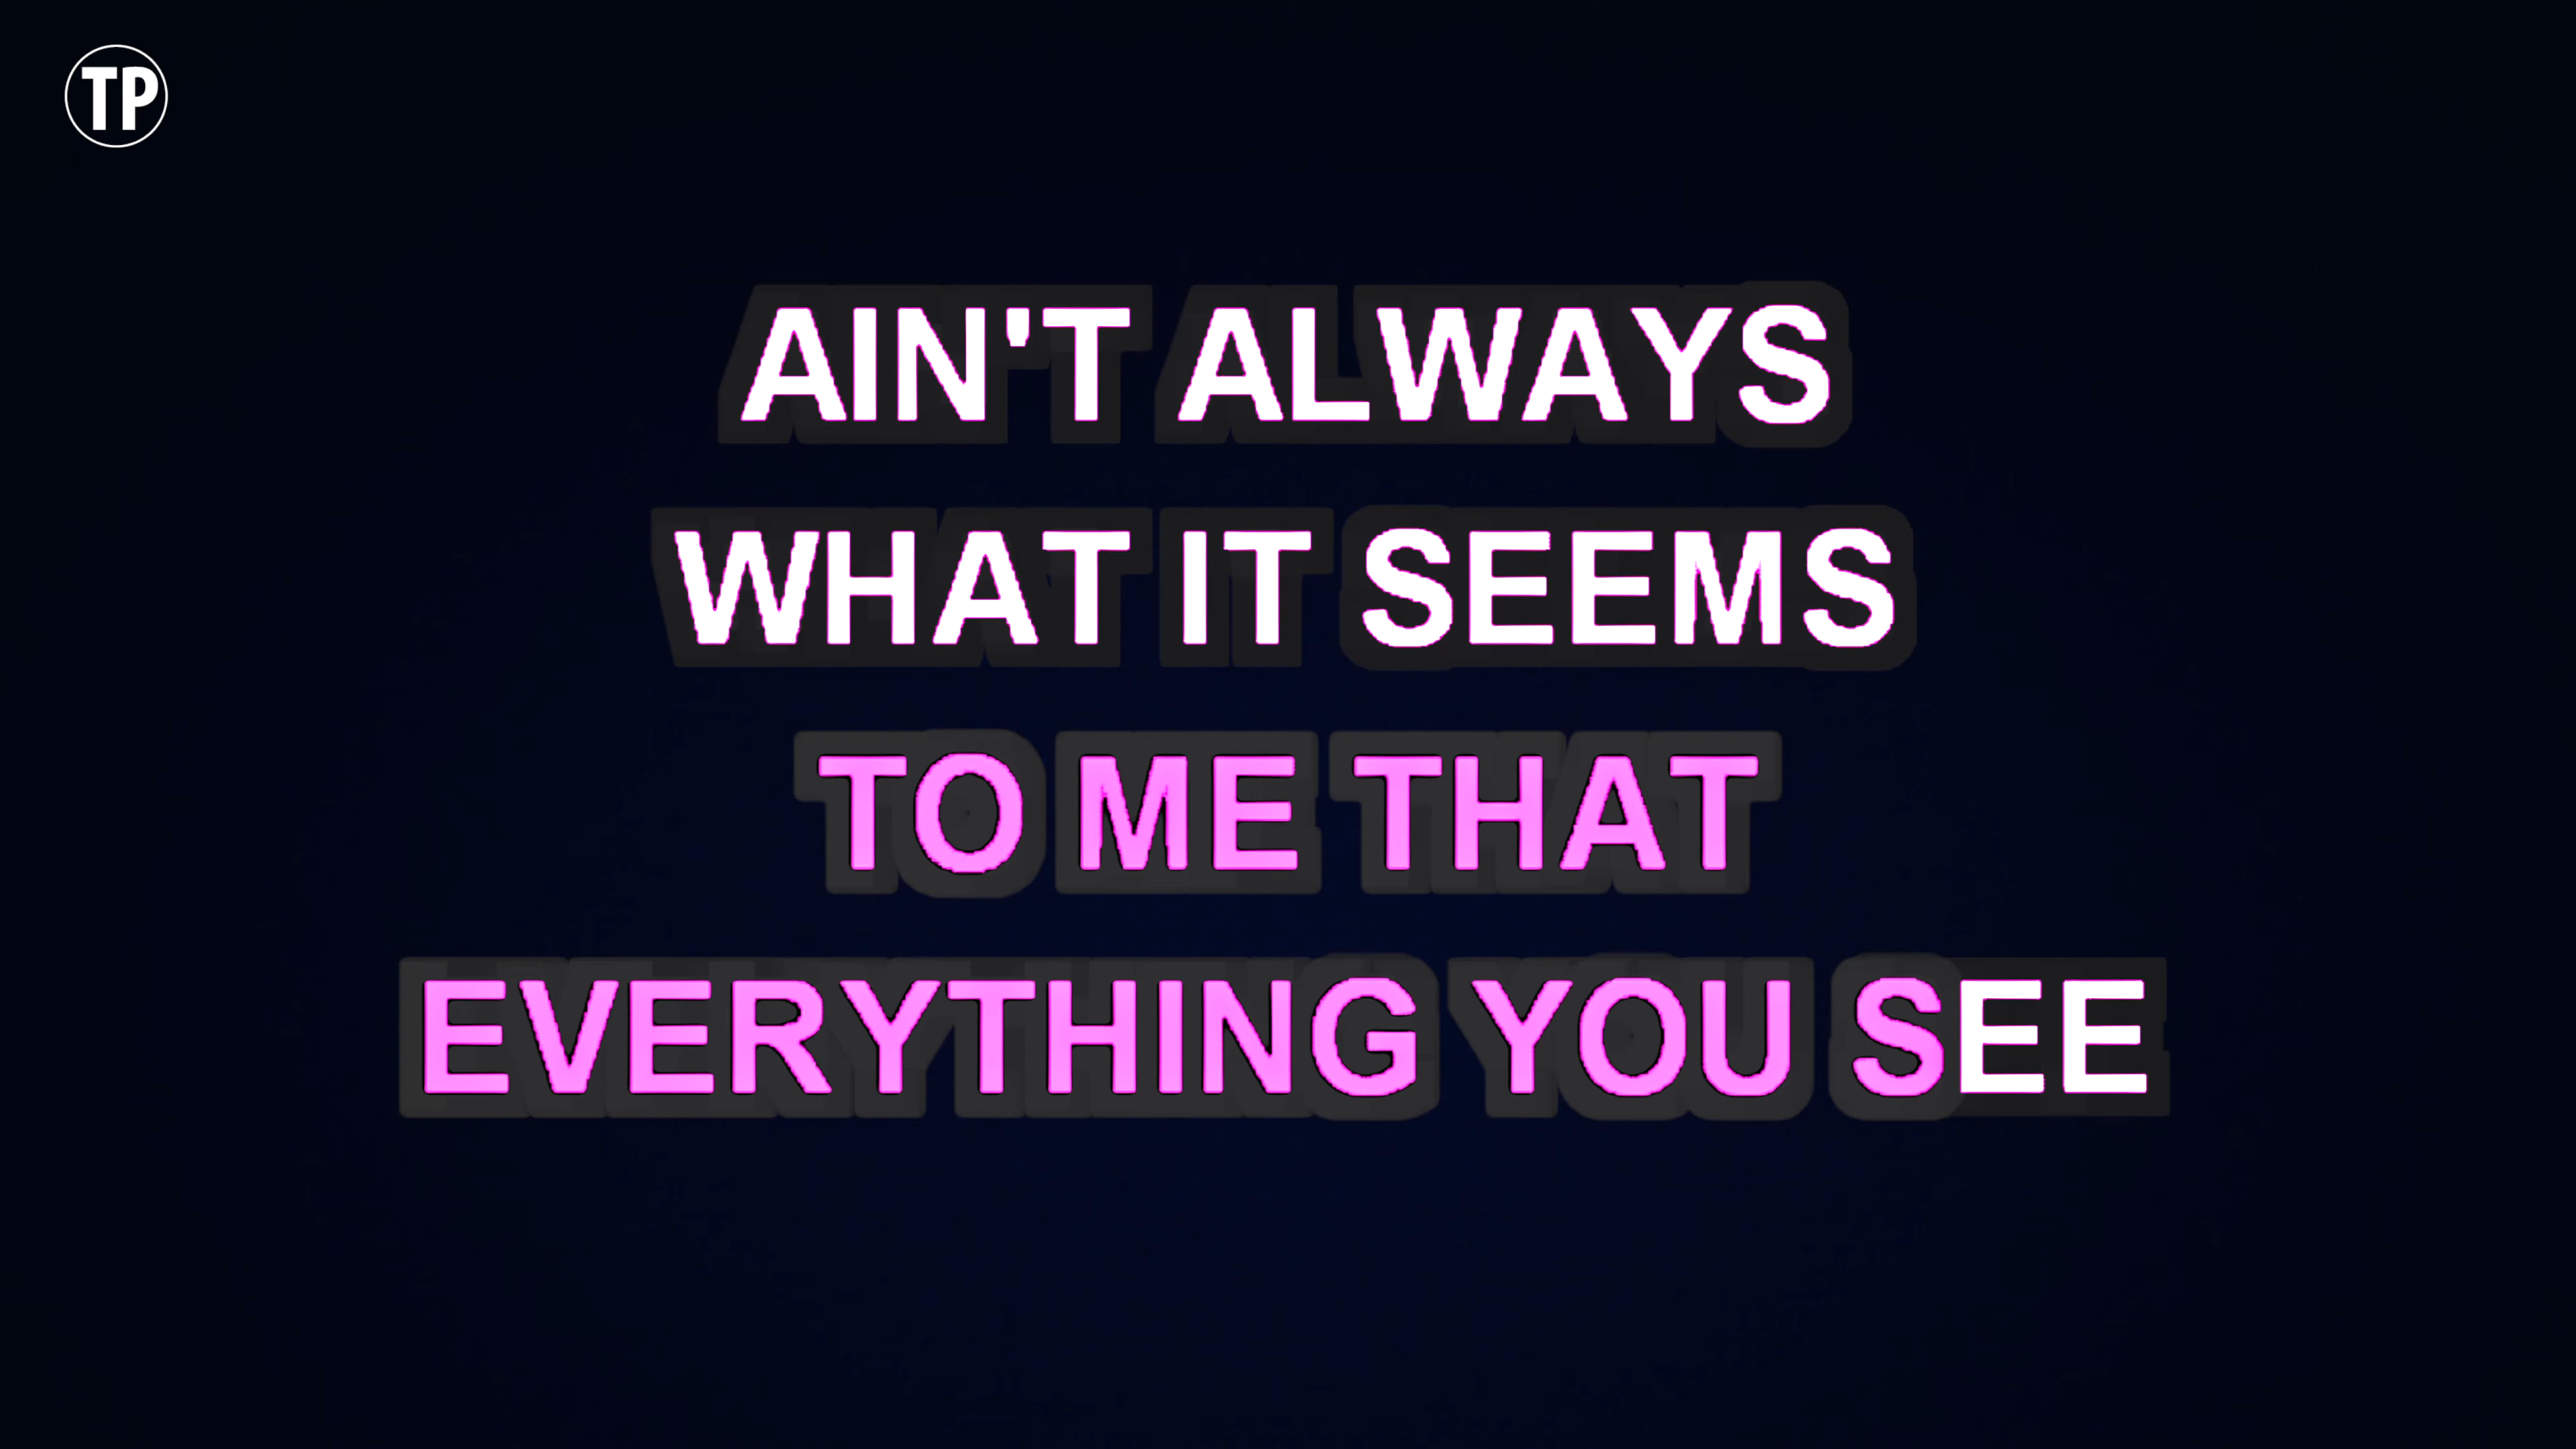 TP
AIN'T ALWAYS
WHAT IT SEEMS
TO ME THAT
EVERYTHING YOU SEE